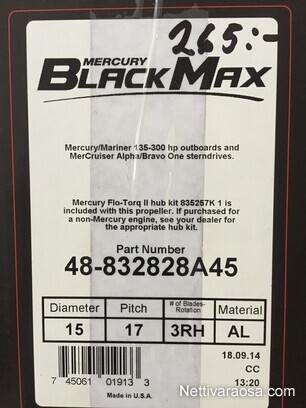 265:-
MERCURY
BLACKMAX
Mercury/Mariner 135-300 hp outboards and
MerCruiser Alpha/Bravo One sterndrives.
Mercury Flo-Torq II hub kit 835257K 1 is
included with this propeller. If purchased for
a non-Mercury engine, see your dealer for
the appropriate hub kit.
Part Number
48-832828A45
Diameter Pitch # of Blades-Rotation Material
15 17 3RH AL
18.09.14
CC
13:20
7 45061 01913 3
Made in U.S.A.
Nettivaraosa.com